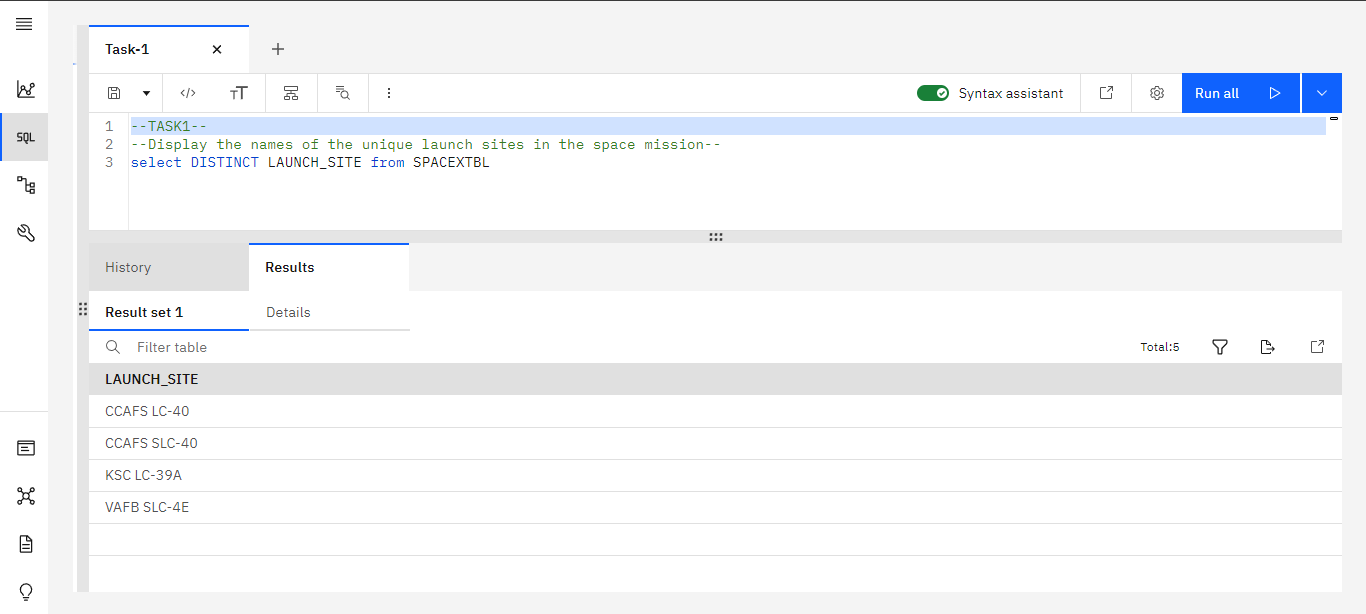 Task-1
</> TT
Syntax assistant
Run all
SQL
1 --TASK1--
2 --Display the names of the unique launch sites in the space mission--
3 select DISTINCT LAUNCH_SITE from SPACEXTBL
History Results
Result set 1 Details
Filter table
Total:5
LAUNCH_SITE
CCAFS LC-40
CCAFS SLC-40
KSC LC-39A
VAFB SLC-4E